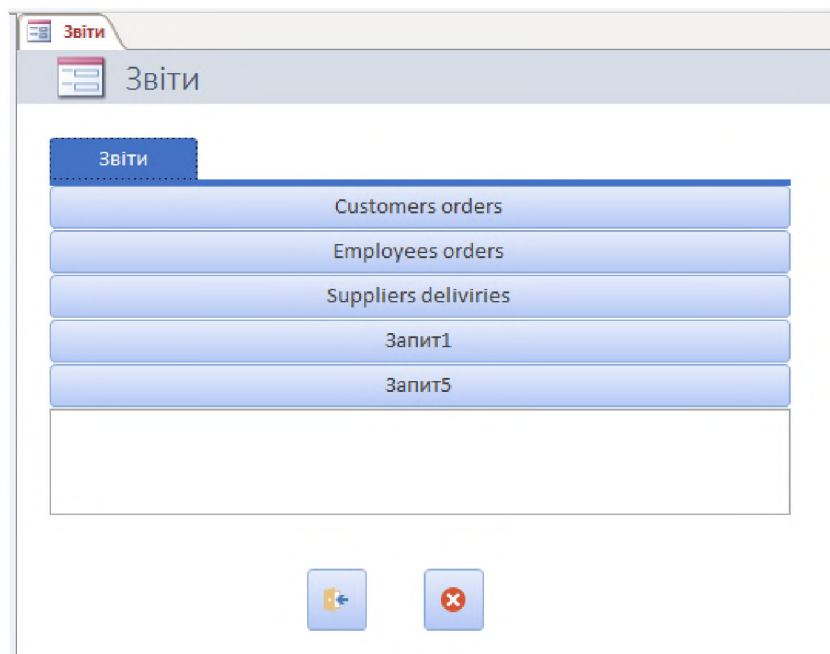 Звіти
Звіти
Звіти
Customers orders
Employees orders
Suppliers deliviries
Запит1
Запит5